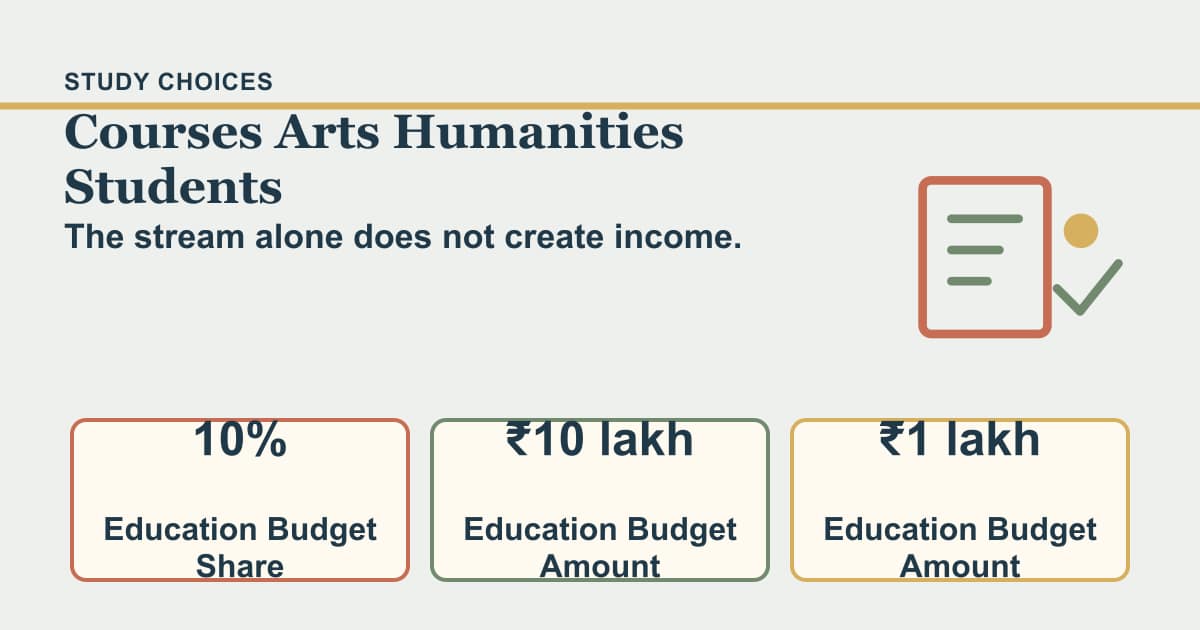 STUDY CHOICES
Courses Arts Humanities
Students
The stream alone does not create income.
10%
Education Budget
Share
₹10 lakh
Education Budget
Amount
₹1 lakh
Education Budget
Amount